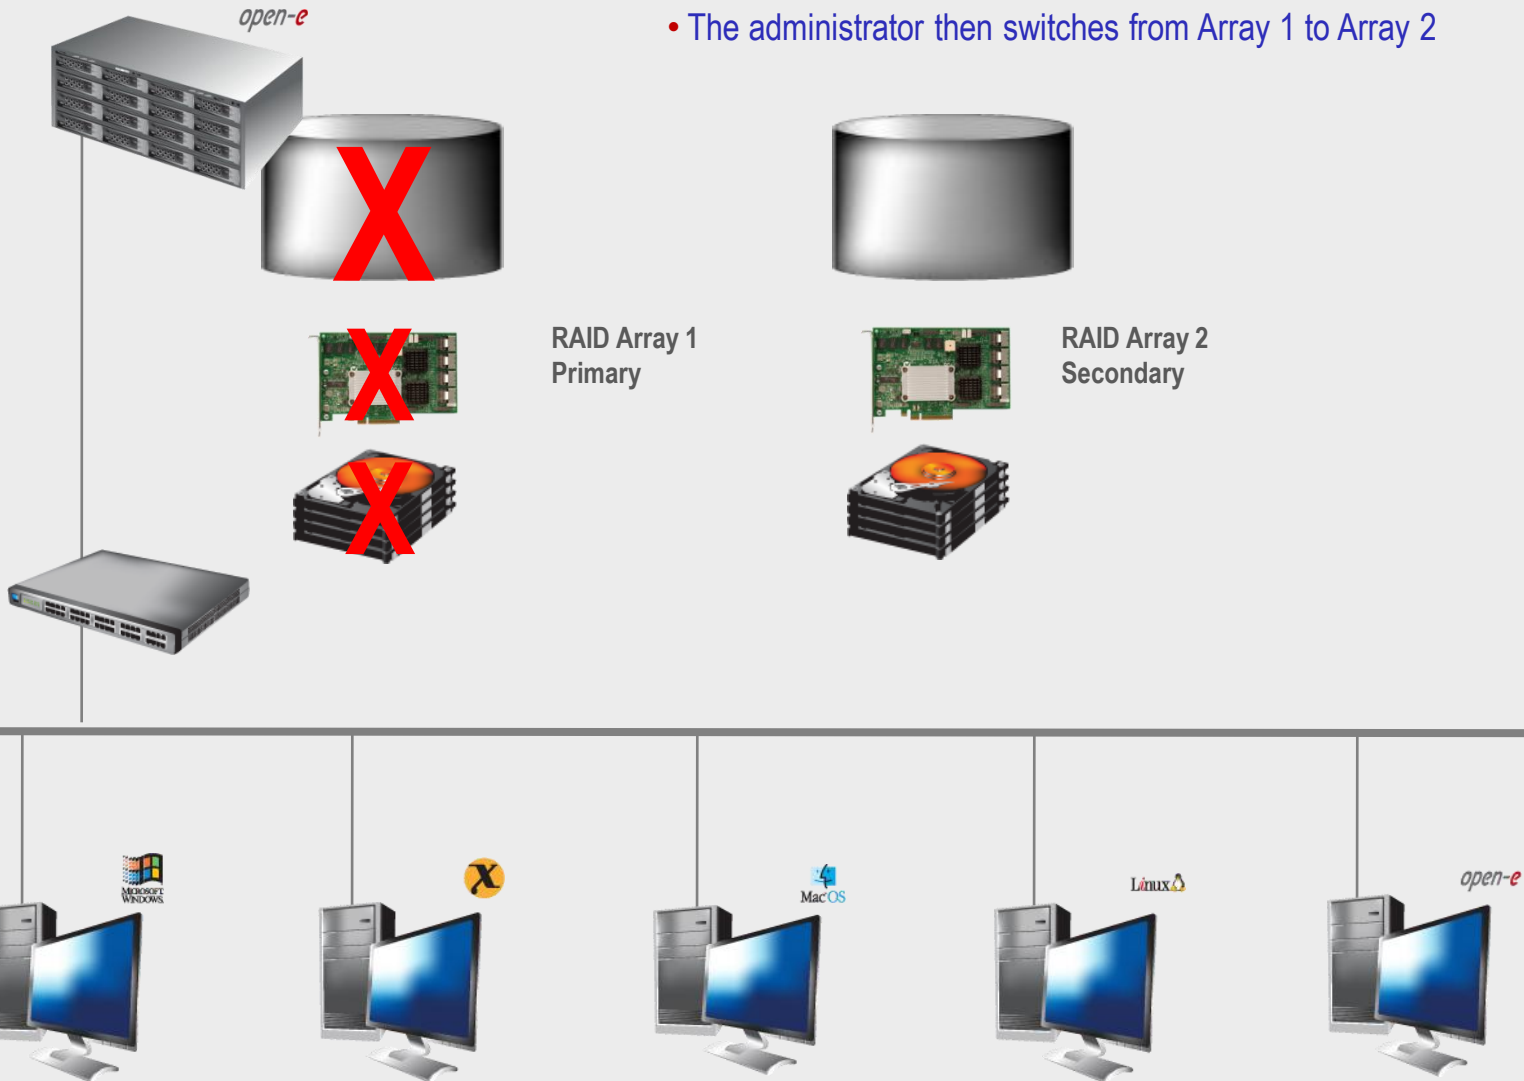 open-e
• The administrator then switches from Array 1 to Array 2
X
X
X
RAID Array 1
Primary
RAID Array 2
Secondary
MICROSOFT
WINDOWS.
X
Mac OS
Linux
open-e